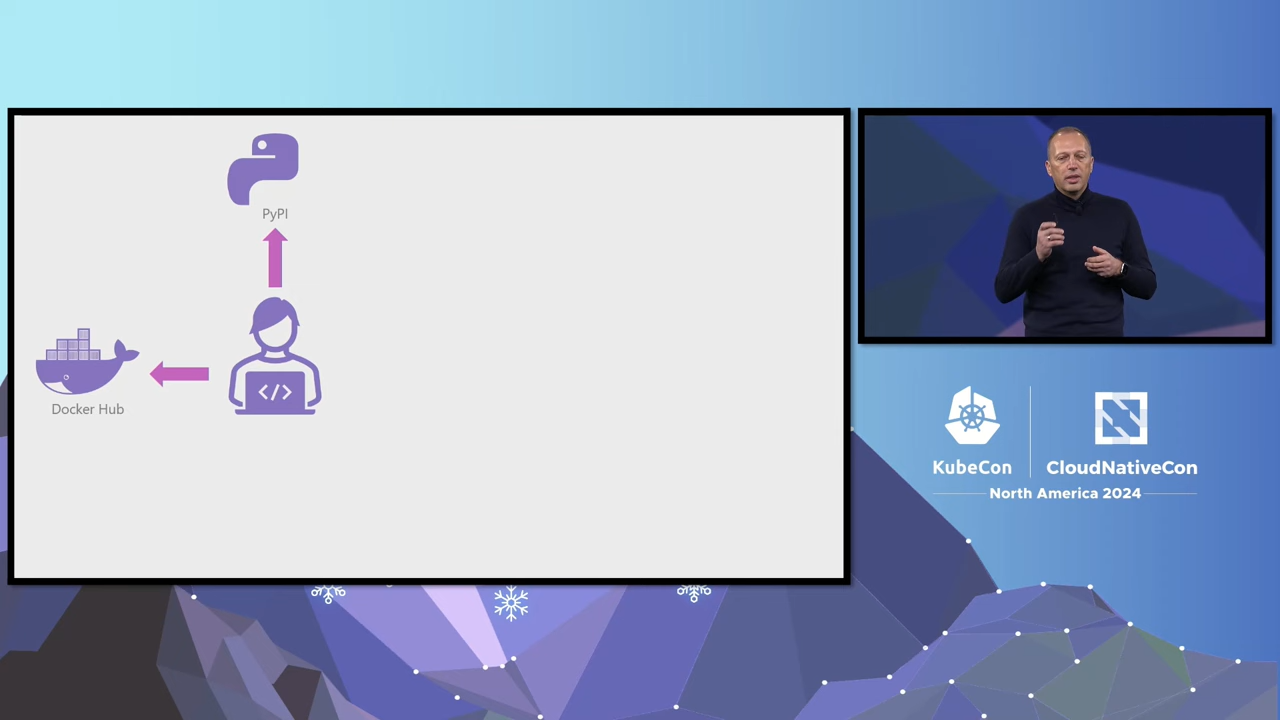 PyPI
</>
Docker Hub
KubeCon
CloudNativeCon
North America 2024